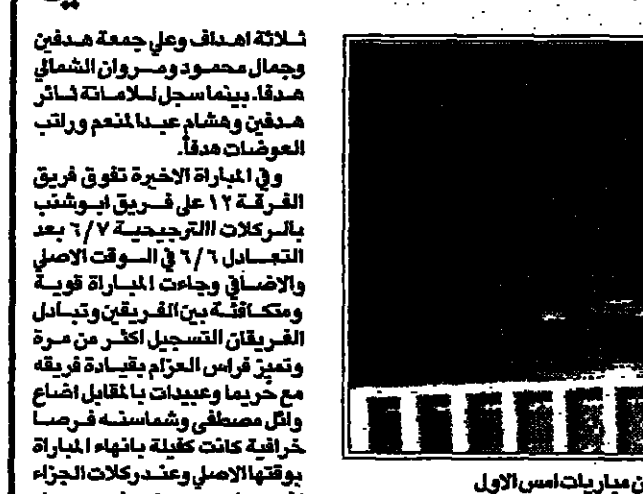 ثلاثة اهداف وعلي جمعة هدفين
وجمال محمود ومروان الشمالي
هدفا. بينما سجل للامانة ثائر
هدفين وهشام عبدالمنعم وراتب
العوضات هدفاً.
وفي المباراة الاخيرة تفوق فريق
الفرقة ١٢ على فريق ابوشنب
بالركلات االترجيحية ٦/٧ بعد
التعادل ٦/٦ في الوقت الاصلي
والاضافي وجاءت المباراة قوية
ومتكافئة بين الفريقين وتبادل
الفريقان التسجيل اكثر من مرة
وتميز فراس العزام بقيادة فريقه
مع خريما وعبيدات بالمقابل اضاع
وائل مصطفى وشماسنه فرصا
خرافية كانت كفيلة بانهاء المباراة
بوقتها الاصلي وعند ركلات الجزاء
ن مباريات امس الاول